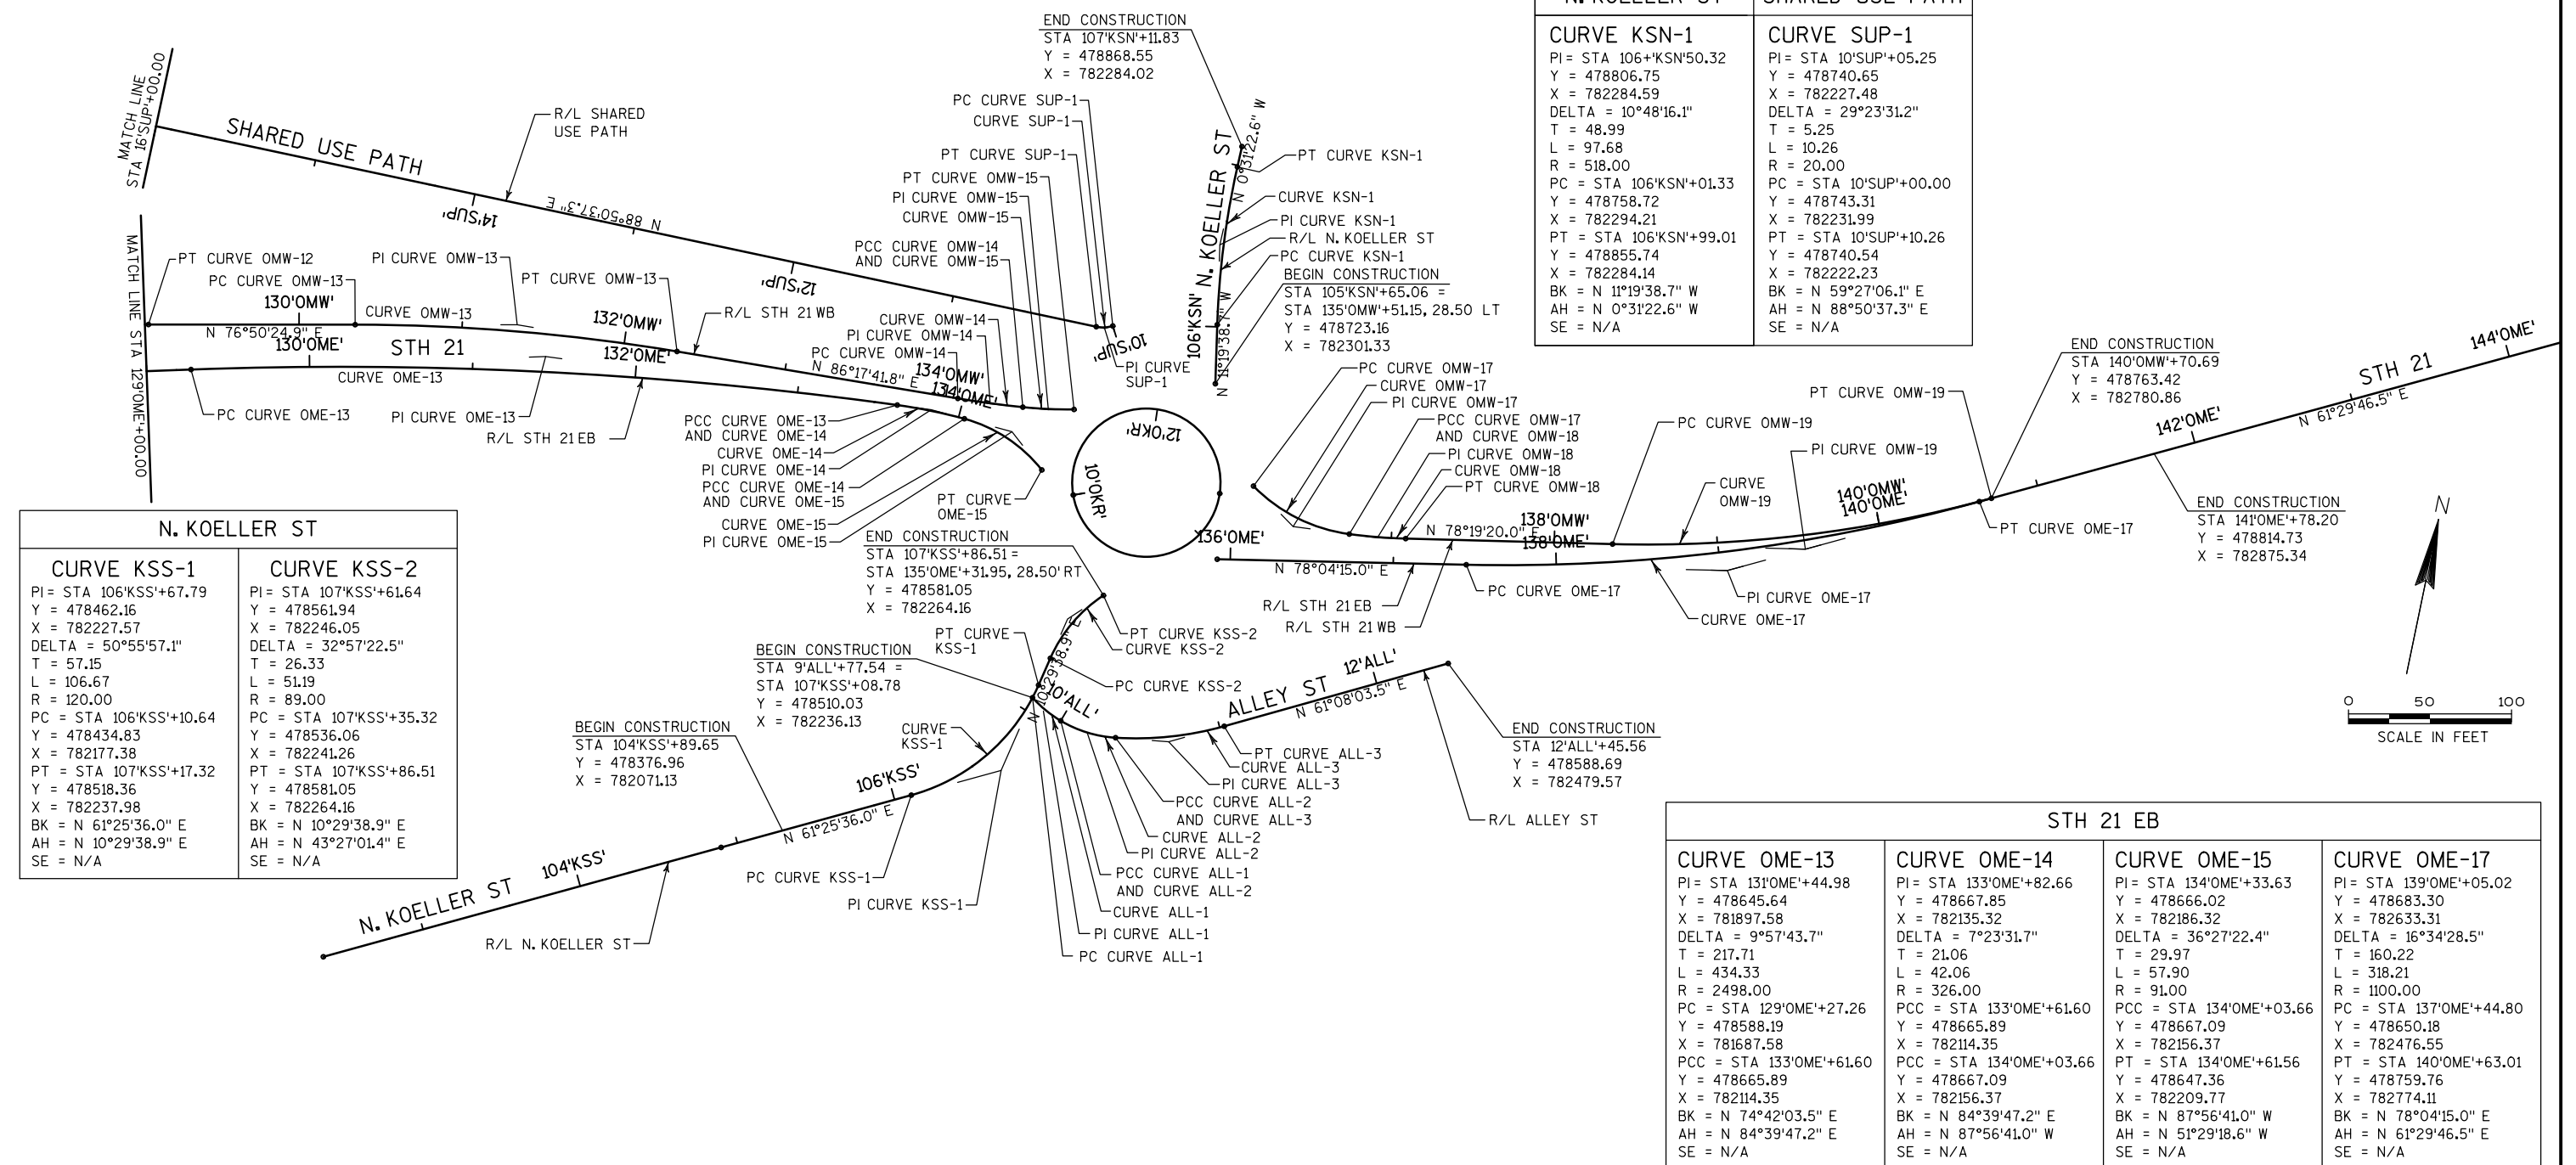 END CONSTRUCTION
STA 107'KSN'+11.83
Y = 478868.55
X = 782284.02
N. KOELLER ST
SHARED USE PATH
CURVE KSN-1
PI= STA 106+'KSN'50.32
Y = 478806.75
X = 782284.59
DELTA = 10°48'16.1"
T = 48.99
L = 97.68
R = 518.00
PC = STA 106'KSN'+01.33
Y = 478758.72
X = 782294.21
PT = STA 106'KSN'+99.01
Y = 478855.74
X = 782284.14
BK = N 11°19'38.7" W
AH = N 0°31'22.6" W
SE = N/A
CURVE SUP-1
PI= STA 10'SUP'+05.25
Y = 478740.65
X = 782227.48
DELTA = 29°23'31.2"
T = 5.25
L = 10.26
R = 20.00
PC = STA 10'SUP'+00.00
Y = 478743.31
X = 782231.99
PT = STA 10'SUP'+10.26
Y = 478740.54
X = 782222.23
BK = N 59°27'06.1" E
AH = N 88°50'37.3" E
SE = N/A
MATCH LINE
STA 16'SUP'+00.00
SHARED USE PATH
R/L SHARED
USE PATH
14'SUP'
N 88°50'37.3" E
12'SUP'
10'SUP'
PC CURVE SUP-1
CURVE SUP-1
PT CURVE SUP-1
PT CURVE OMW-15
PI CURVE OMW-15
CURVE OMW-15
PCC CURVE OMW-14
AND CURVE OMW-15
CURVE OMW-14
PI CURVE OMW-14
PC CURVE OMW-14
PI CURVE
SUP-1
N 0°31'22.6" W
N. KOELLER ST
106'KSN'
N 11°19'38.7" W
PT CURVE KSN-1
CURVE KSN-1
PI CURVE KSN-1
R/L N. KOELLER ST
PC CURVE KSN-1
BEGIN CONSTRUCTION
STA 105'KSN'+65.06 =
STA 135'OMW'+51.15, 28.50 LT
Y = 478723.16
X = 782301.33
MATCH LINE STA 129'OME'+00.00
PT CURVE OMW-12
PC CURVE OMW-13
PI CURVE OMW-13
PT CURVE OMW-13
130'OMW'
CURVE OMW-13
132'OMW'
R/L STH 21 WB
N 76°50'24.9" E
130'OME'
STH 21
132'OME'
N 86°17'41.8" E
134'OMW'
134'OME'
CURVE OME-13
PC CURVE OME-13
PI CURVE OME-13
R/L STH 21 EB
PCC CURVE OME-13
AND CURVE OME-14
CURVE OME-14
PI CURVE OME-14
PCC CURVE OME-14
AND CURVE OME-15
CURVE OME-15
PI CURVE OME-15
PT CURVE
OME-15
12'OKR'
10'OKR'
PC CURVE OMW-17
CURVE OMW-17
PI CURVE OMW-17
PCC CURVE OMW-17
AND CURVE OMW-18
PI CURVE OMW-18
CURVE OMW-18
PT CURVE OMW-18
PC CURVE OMW-19
CURVE
OMW-19
PT CURVE OMW-19
PI CURVE OMW-19
END CONSTRUCTION
STA 140'OMW'+70.69
Y = 478763.42
X = 782780.86
144'OME'
STH 21
142'OME'
N 61°29'46.5" E
140'OMW'
140'OME'
136'OME'
N 78°19'20.0" E
138'OMW'
138'OME'
N 78°04'15.0" E
R/L STH 21 EB
R/L STH 21 WB
PC CURVE OME-17
PI CURVE OME-17
CURVE OME-17
PT CURVE OME-17
END CONSTRUCTION
STA 141'OME'+78.20
Y = 478814.73
X = 782875.34
N
0 50 100
SCALE IN FEET
N. KOELLER ST
CURVE KSS-1
PI= STA 106'KSS'+67.79
Y = 478462.16
X = 782227.57
DELTA = 50°55'57.1"
T = 57.15
L = 106.67
R = 120.00
PC = STA 106'KSS'+10.64
Y = 478434.83
X = 782177.38
PT = STA 107'KSS'+17.32
Y = 478518.36
X = 782237.98
BK = N 61°25'36.0" E
AH = N 10°29'38.9" E
SE = N/A
CURVE KSS-2
PI= STA 107'KSS'+61.64
Y = 478561.94
X = 782246.05
DELTA = 32°57'22.5"
T = 26.33
L = 51.19
R = 89.00
PC = STA 107'KSS'+35.32
Y = 478536.06
X = 782241.26
PT = STA 107'KSS'+86.51
Y = 478581.05
X = 782264.16
BK = N 10°29'38.9" E
AH = N 43°27'01.4" E
SE = N/A
END CONSTRUCTION
STA 107'KSS'+86.51 =
STA 135'OME'+31.95, 28.50' RT
Y = 478581.05
X = 782264.16
BEGIN CONSTRUCTION
STA 9'ALL'+77.54 =
STA 107'KSS'+08.78
Y = 478510.03
X = 782236.13
PT CURVE
KSS-1
N 10°29'38.9" E
PT CURVE KSS-2
CURVE KSS-2
PC CURVE KSS-2
BEGIN CONSTRUCTION
STA 104'KSS'+89.65
Y = 478376.96
X = 782071.13
CURVE
KSS-1
10'ALL'
ALLEY ST
12'ALL'
N 61°08'03.5" E
PT CURVE ALL-3
CURVE ALL-3
PI CURVE ALL-3
PCC CURVE ALL-2
AND CURVE ALL-3
CURVE ALL-2
PI CURVE ALL-2
PCC CURVE ALL-1
AND CURVE ALL-2
CURVE ALL-1
PI CURVE ALL-1
PC CURVE ALL-1
END CONSTRUCTION
STA 12'ALL'+45.56
Y = 478588.69
X = 782479.57
R/L ALLEY ST
106'KSS'
N 61°25'36.0" E
104'KSS'
N. KOELLER ST
PC CURVE KSS-1
PI CURVE KSS-1
R/L N. KOELLER ST
STH 21 EB
CURVE OME-13
PI= STA 131'OME'+44.98
Y = 478645.64
X = 781897.58
DELTA = 9°57'43.7"
T = 217.71
L = 434.33
R = 2498.00
PC = STA 129'OME'+27.26
Y = 478588.19
X = 781687.58
PCC = STA 133'OME'+61.60
Y = 478665.89
X = 782114.35
BK = N 74°42'03.5" E
AH = N 84°39'47.2" E
SE = N/A
CURVE OME-14
PI= STA 133'OME'+82.66
Y = 478667.85
X = 782135.32
DELTA = 7°23'31.7"
T = 21.06
L = 42.06
R = 326.00
PCC = STA 133'OME'+61.60
Y = 478665.89
X = 782114.35
PCC = STA 134'OME'+03.66
Y = 478667.09
X = 782156.37
BK = N 84°39'47.2" E
AH = N 87°56'41.0" W
SE = N/A
CURVE OME-15
PI= STA 134'OME'+33.63
Y = 478666.02
X = 782186.32
DELTA = 36°27'22.4"
T = 29.97
L = 57.90
R = 91.00
PCC = STA 134'OME'+03.66
Y = 478667.09
X = 782156.37
PT = STA 134'OME'+61.56
Y = 478647.36
X = 782209.77
BK = N 87°56'41.0" W
AH = N 51°29'18.6" W
SE = N/A
CURVE OME-17
PI= STA 139'OME'+05.02
Y = 478683.30
X = 782633.31
DELTA = 16°34'28.5"
T = 160.22
L = 318.21
R = 1100.00
PC = STA 137'OME'+44.80
Y = 478650.18
X = 782476.55
PT = STA 140'OME'+63.01
Y = 478759.76
X = 782774.11
BK = N 78°04'15.0" E
AH = N 61°29'46.5" E
SE = N/A